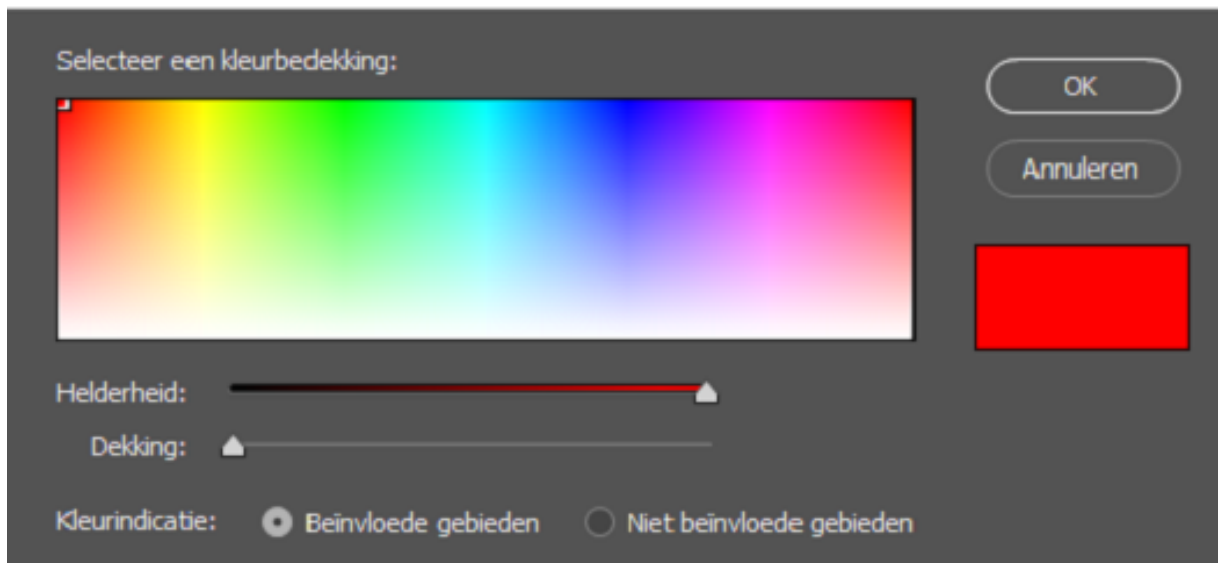 Selecteer een kleurbedekking:
OK
Annuleren
Helderheid:
Dekking:
Kleurindicatie: Beïnvloede gebieden Niet beïnvloede gebieden